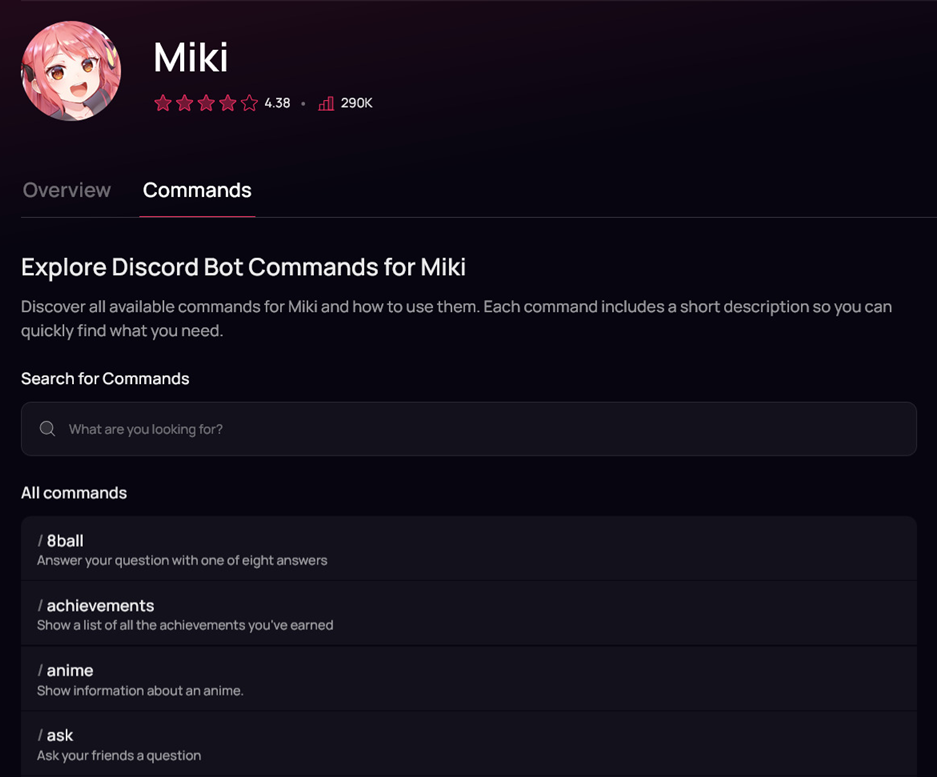 Miki
4.38 • 290K
Overview Commands
Explore Discord Bot Commands for Miki
Discover all available commands for Miki and how to use them. Each command includes a short description so you can
quickly find what you need.
Search for Commands
What are you looking for?
All commands
/ 8ball
Answer your question with one of eight answers
/ achievements
Show a list of all the achievements you've earned
/ anime
Show information about an anime.
/ ask
Ask your friends a question